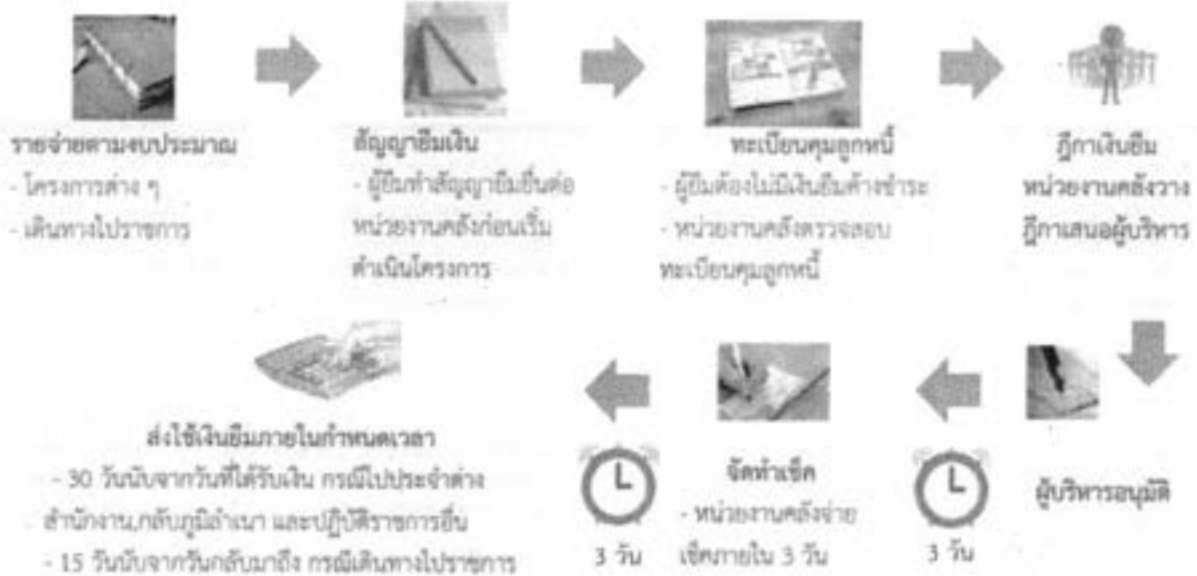 รายจ่ายตามงบประมาณ
- โครงการต่าง ๆ
- เดินทางไปราชการ
สัญญายืมเงิน
- ผู้ยืมทำสัญญายืมยื่นต่อ
หน่วยงานคลังก่อนเริ่ม
ดำเนินโครงการ
ทะเบียนคุมลูกหนี้
- ผู้ยืมต้องไม่มีเงินยืมค้างชำระ
- หน่วยงานคลังตรวจสอบ
ทะเบียนคุมลูกหนี้
ฎีกาเงินยืม
หน่วยงานคลังวาง
ฎีกาเสนอผู้บริหาร
ผู้บริหารอนุมัติ
3 วัน
จัดทำเช็ค
- หน่วยงานคลังจ่าย
เช็คภายใน 3 วัน
3 วัน
ส่งใช้เงินยืมภายในกำหนดเวลา
- 30 วันนับจากวันที่ได้รับเงิน กรณีไปประจำต่าง
สำนักงาน,กลับภูมิลำเนา และปฏิบัติราชการอื่น
- 15 วันนับจากวันกลับมาถึง กรณีเดินทางไปราชการ